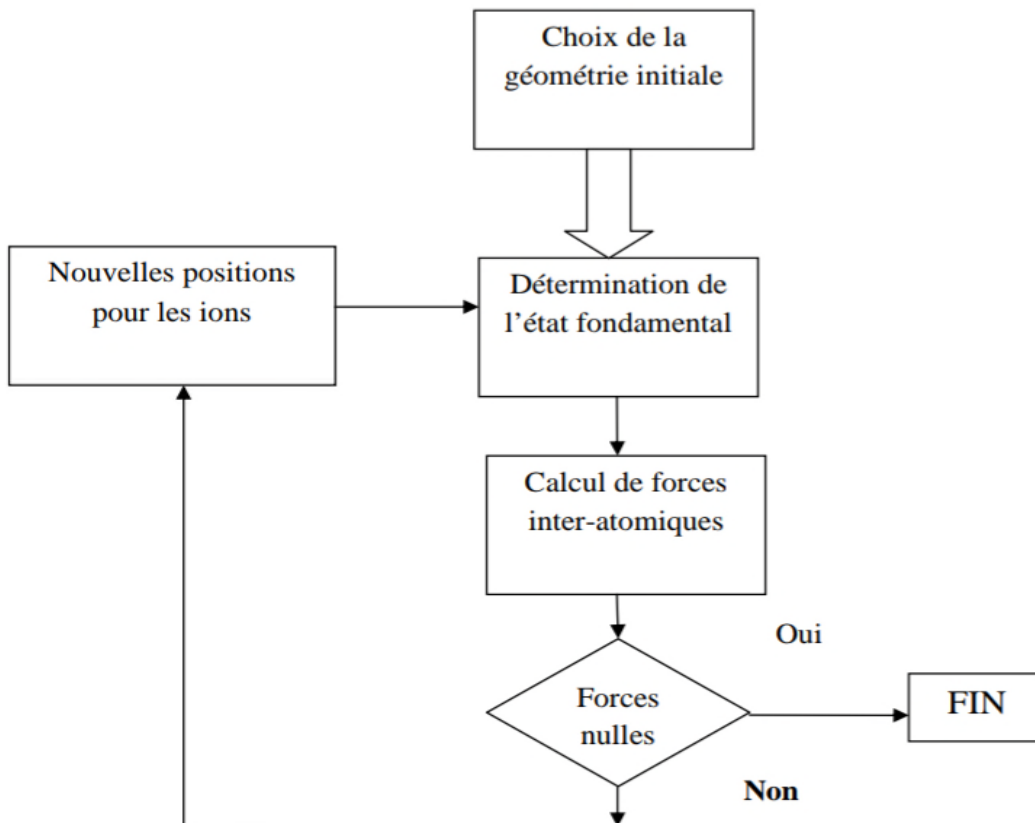 Choix de la
géométrie initiale
Nouvelles positions
pour les ions
Détermination de
l’état fondamental
Calcul de forces
inter-atomiques
Oui
Forces
nulles
FIN
Non